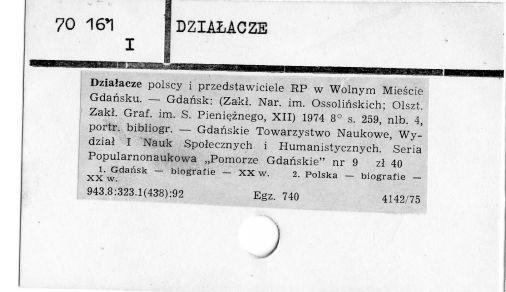 70 161
I
DZIAŁACZE
Działacze polscy i przedstawiciele RP w Wolnym Mieście
Gdańsku. — Gdańsk: (Zakł. Nar. im. Ossolińskich; Olszt.
Zakł. Graf. im. S. Pieniężnego, XII) 1974 8° s. 259, nlb. 4,
portr. bibliogr. — Gdańskie Towarzystwo Naukowe, Wy-
dział I Nauk Społecznych i Humanistycznych. Seria
Popularnonaukowa „Pomorze Gdańskie" nr 9 zł 40
1. Gdańsk — biografie — XX w. 2. Polska — biografie —
XX w.
943.8:323.1(438):92 Egz. 740 4142/75